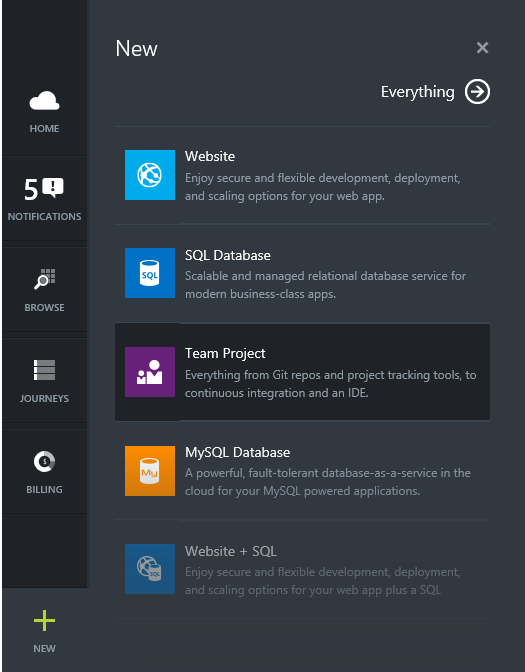 New
Everything
HOME
5
NOTIFICATIONS
BROWSE
JOURNEYS
BILLING
NEW
Website
Enjoy secure and flexible development, deployment,
and scaling options for your web app.
SQL
SQL Database
Scalable and managed relational database service for
modern business-class apps.
Team Project
Everything from Git repos and project tracking tools, to
continuous integration and an IDE.
My
MySQL Database
A powerful, fault-tolerant database-as-a-service in the
cloud for your MySQL powered applications.
SQL
Website + SQL
Enjoy secure and flexible development, deployment,
and scaling options for your web app plus a SQL